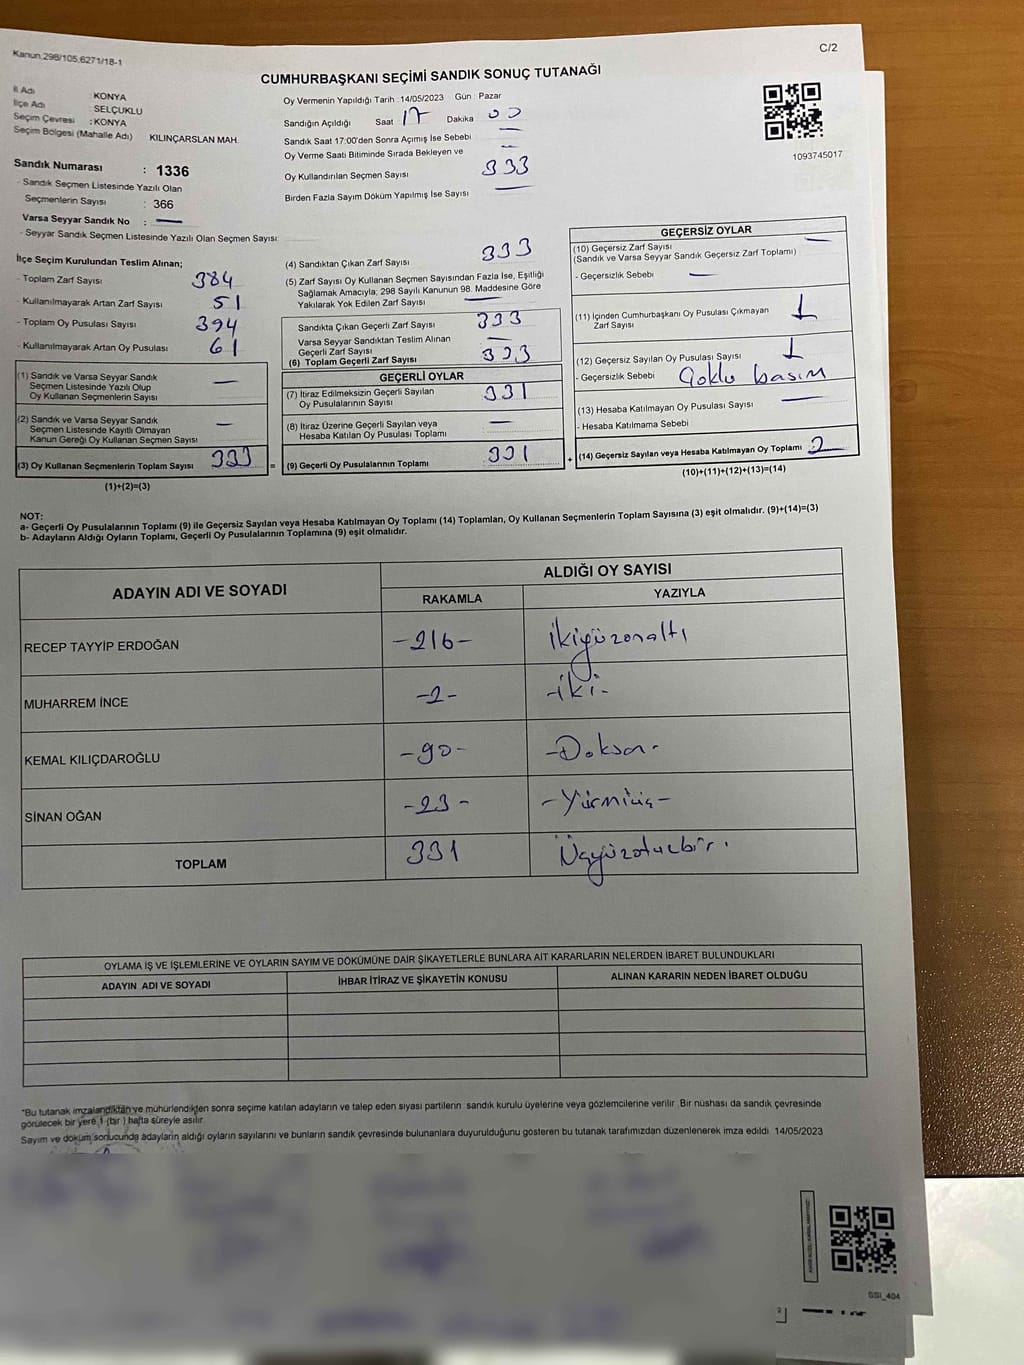 Kanun.298/105,6271/18-1
C/2
CUMHURBAŞKANI SEÇİMİ SANDIK SONUÇ TUTANAĞI
İl Adı : KONYA
İlçe Adı : SELÇUKLU
Seçim Çevresi : KONYA
Seçim Bölgesi (Mahalle Adı) KILINÇARSLAN MAH.
Sandık Numarası : 1336
- Sandık Seçmen Listesinde Yazılı Olan
Seçmenlerin Sayısı : 366
Varsa Seyyar Sandık No : —
- Seyyar Sandık Seçmen Listesinde Yazılı Olan Seçmen Sayısı:
Oy Vermenin Yapıldığı Tarih :14/05/2023 Gün : Pazar
Sandığın Açıldığı Saat 17 Dakika 00
Sandık Saat 17:00'den Sonra Açımış İse Sebebi —
Oy Verme Saati Bitiminde Sırada Bekleyen ve —
Oy Kullandırılan Seçmen Sayısı 333
Birden Fazla Sayım Döküm Yapılmış İse Sayısı —
1093745017
İlçe Seçim Kurulundan Teslim Alınan;
- Toplam Zarf Sayısı 384
- Kullanılmayarak Artan Zarf Sayısı 51
- Toplam Oy Pusulası Sayısı 394
- Kullanılmayarak Artan Oy Pusulası 61
(1) Sandık ve Varsa Seyyar Sandık
Seçmen Listesinde Yazılı Olup
Oy Kullanan Seçmenlerin Sayısı —
(2) Sandık ve Varsa Seyyar Sandık
Seçmen Listesinde Kayıtlı Olmayan
Kanun Gereği Oy Kullanan Seçmen Sayısı —
(3) Oy Kullanan Seçmenlerin Toplam Sayısı 333 =
(1)+(2)=(3)
(4) Sandıktan Çıkan Zarf Sayısı 333
(5) Zarf Sayısı Oy Kullanan Seçmen Sayısından Fazla İse, Eşitliği
Sağlamak Amacıyla; 298 Sayılı Kanunun 98. Maddesine Göre
Yakılarak Yok Edilen Zarf Sayısı —
Sandıkta Çıkan Geçerli Zarf Sayısı 333
Varsa Seyyar Sandıktan Teslim Alınan
Geçerli Zarf Sayısı —
(6) Toplam Geçerli Zarf Sayısı 333
GEÇERLİ OYLAR
(7) İtiraz Edilmeksizin Geçerli Sayılan
Oy Pusulalarının Sayısı 331
(8) İtiraz Üzerine Geçerli Sayılan veya
Hesaba Katılan Oy Pusulası Toplamı —
(9) Geçerli Oy Pusulalarının Toplamı 331 +
GEÇERSİZ OYLAR
(10) Geçersiz Zarf Sayısı —
(Sandık ve Varsa Seyyar Sandık Geçersiz Zarf Toplamı)
- Geçersizlik Sebebi —
(11) İçinden Cumhurbaşkanı Oy Pusulası Çıkmayan
Zarf Sayısı 1
(12) Geçersiz Sayılan Oy Pusulası Sayısı 1
- Geçersizlik Sebebi Çoklu basım
(13) Hesaba Katılmayan Oy Pusulası Sayısı —
- Hesaba Katılmama Sebebi
(14) Geçersiz Sayılan veya Hesaba Katılmayan Oy Toplamı 2
(10)+(11)+(12)+(13)=(14)
NOT:
a- Geçerli Oy Pusulalarının Toplamı (9) ile Geçersiz Sayılan veya Hesaba Katılmayan Oy Toplamı (14) Toplamları, Oy Kullanan Seçmenlerin Toplam Sayısına (3) eşit olmalıdır. (9)+(14)=(3)
b- Adayların Aldığı Oyların Toplamı, Geçerli Oy Pusulalarının Toplamına (9) eşit olmalıdır.
ADAYIN ADI VE SOYADI
ALDIĞI OY SAYISI
RAKAMLA YAZIYLA
RECEP TAYYİP ERDOĞAN -216- İkiyüzonaltı
MUHARREM İNCE -2- -iki-
KEMAL KILIÇDAROĞLU -90- -Doksan-
SİNAN OĞAN -23- -Yirmiüç-
TOPLAM 331 Üçyüzotuzbir.
OYLAMA İŞ VE İŞLEMLERİNE VE OYLARIN SAYIM VE DÖKÜMÜNE DAİR ŞİKAYETLERLE BUNLARA AİT KARARLARIN NELERDEN İBARET BULUNDUKLARI
ADAYIN ADI VE SOYADI İHBAR İTİRAZ VE ŞİKAYETİN KONUSU ALINAN KARARIN NEDEN İBARET OLDUĞU
*Bu tutanak imzalandıktan ve mühürlendikten sonra seçime katılan adayların ve talep eden siyasi partilerin sandık kurulu üyelerine veya gözlemcilerine verilir .Bir nüshası da sandık çevresinde
görülecek bir yere 1 (bir ) hafta süreyle asılır.
Sayım ve döküm sonucunda adayların aldığı oyların sayılarını ve bunların sandık çevresinde bulunanlara duyurulduğunu gösteren bu tutanak tarafımızdan düzenlenerek imza edildi 14/05/2023
SSI_404
2